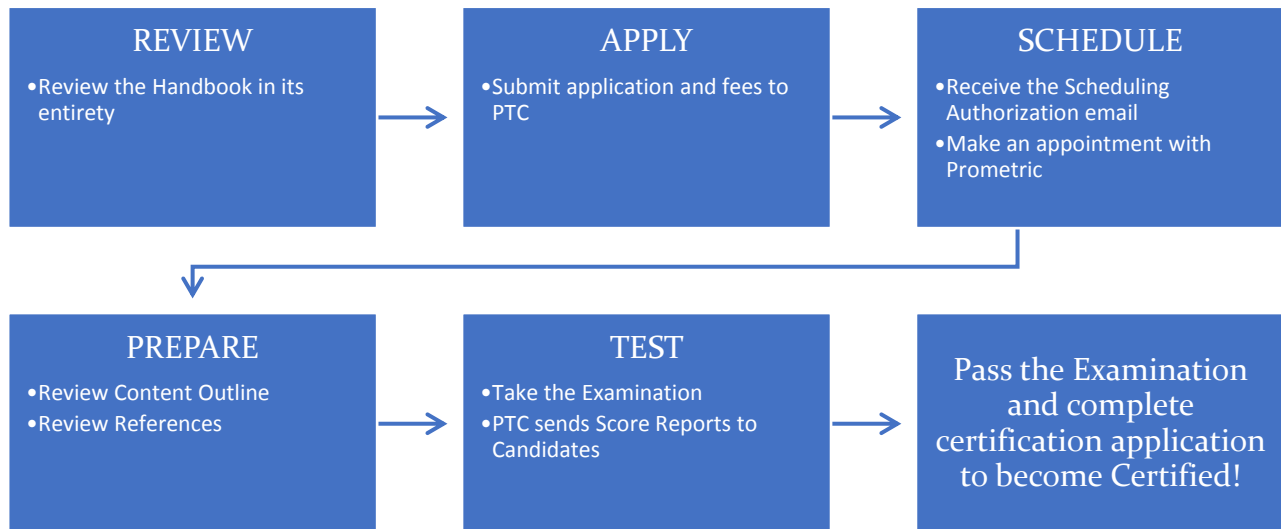 REVIEW
•Review the Handbook in its
entirety
APPLY
•Submit application and fees to
PTC
SCHEDULE
•Receive the Scheduling
Authorization email
•Make an appointment with
Prometric
PREPARE
•Review Content Outline
•Review References
TEST
•Take the Examination
•PTC sends Score Reports to
Candidates
Pass the Examination
and complete
certification application
to become Certified!